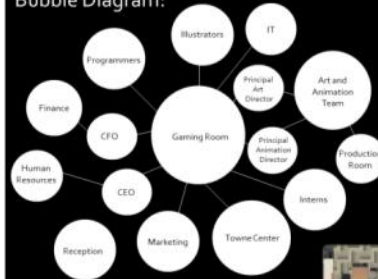 Bubble Diagram:
Illustrators
IT
Programmers
Principal
Art
Director
Art and
Animation
Team
Finance
CFO
Gaming Room
Principal
Animation
Director
Production
Room
Human
Resources
CEO
Interns
Reception
Marketing
Towne Center